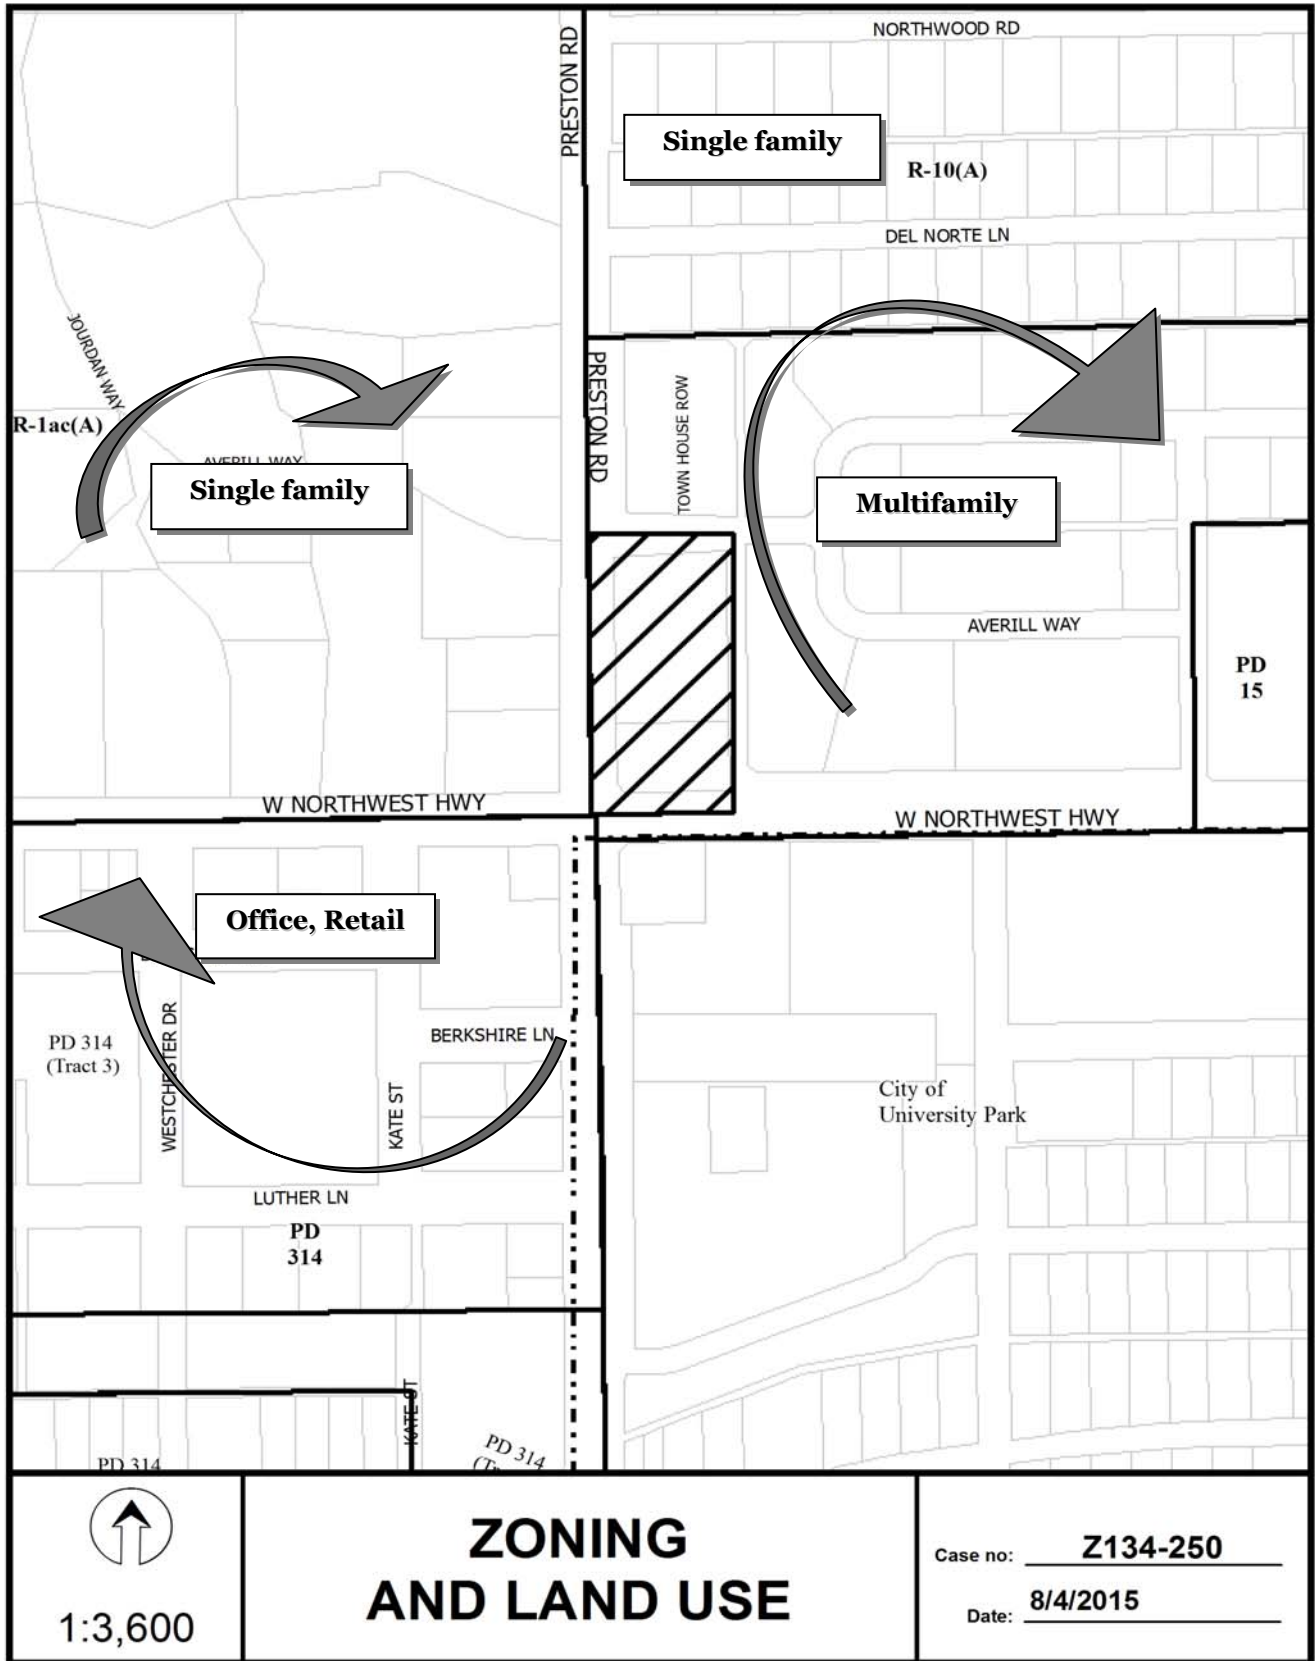 NORTHWOOD RD
PRESTON RD
Single family
R-10(A)
DEL NORTE LN
JOURDAN WAY
R-1ac(A)
AVERILL WAY
Single family
PRESTON RD
TOWN HOUSE ROW
Multifamily
AVERILL WAY
PD
15
W NORTHWEST HWY
W NORTHWEST HWY
Office, Retail
PD 314
(Tract 3)
WESTCHESTER DR
BERKSHIRE LN
KATE ST
City of
University Park
LUTHER LN
PD
314
KATE ST
PD 314
PD 314
1:3,600
ZONING
AND LAND USE
Case no: Z134-250
Date: 8/4/2015